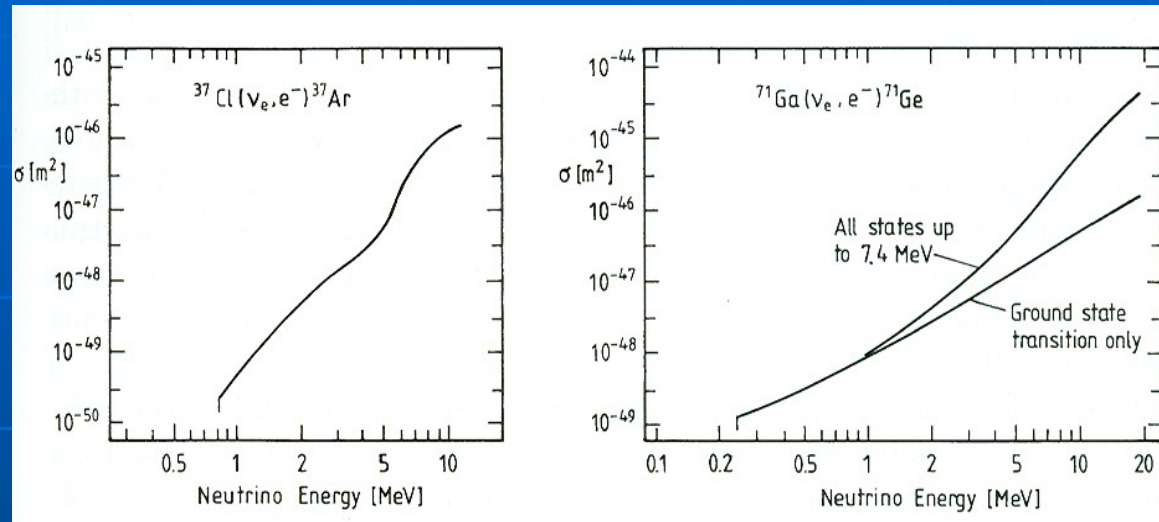 10⁻⁴⁵
10⁻⁴⁶
10⁻⁴⁷
10⁻⁴⁸
10⁻⁴⁹
10⁻⁵⁰
σ [m²]
³⁷Cl(νₑ,e⁻)³⁷Ar
0.5 1 2 5 10
Neutrino Energy [MeV]
10⁻⁴⁴
10⁻⁴⁵
10⁻⁴⁶
10⁻⁴⁷
10⁻⁴⁸
10⁻⁴⁹
σ [m²]
⁷¹Ga(νₑ,e⁻)⁷¹Ge
All states up
to 7.4 MeV
Ground state
transition only
0.1 0.2 0.5 1 2 5 10 20
Neutrino Energy [MeV]